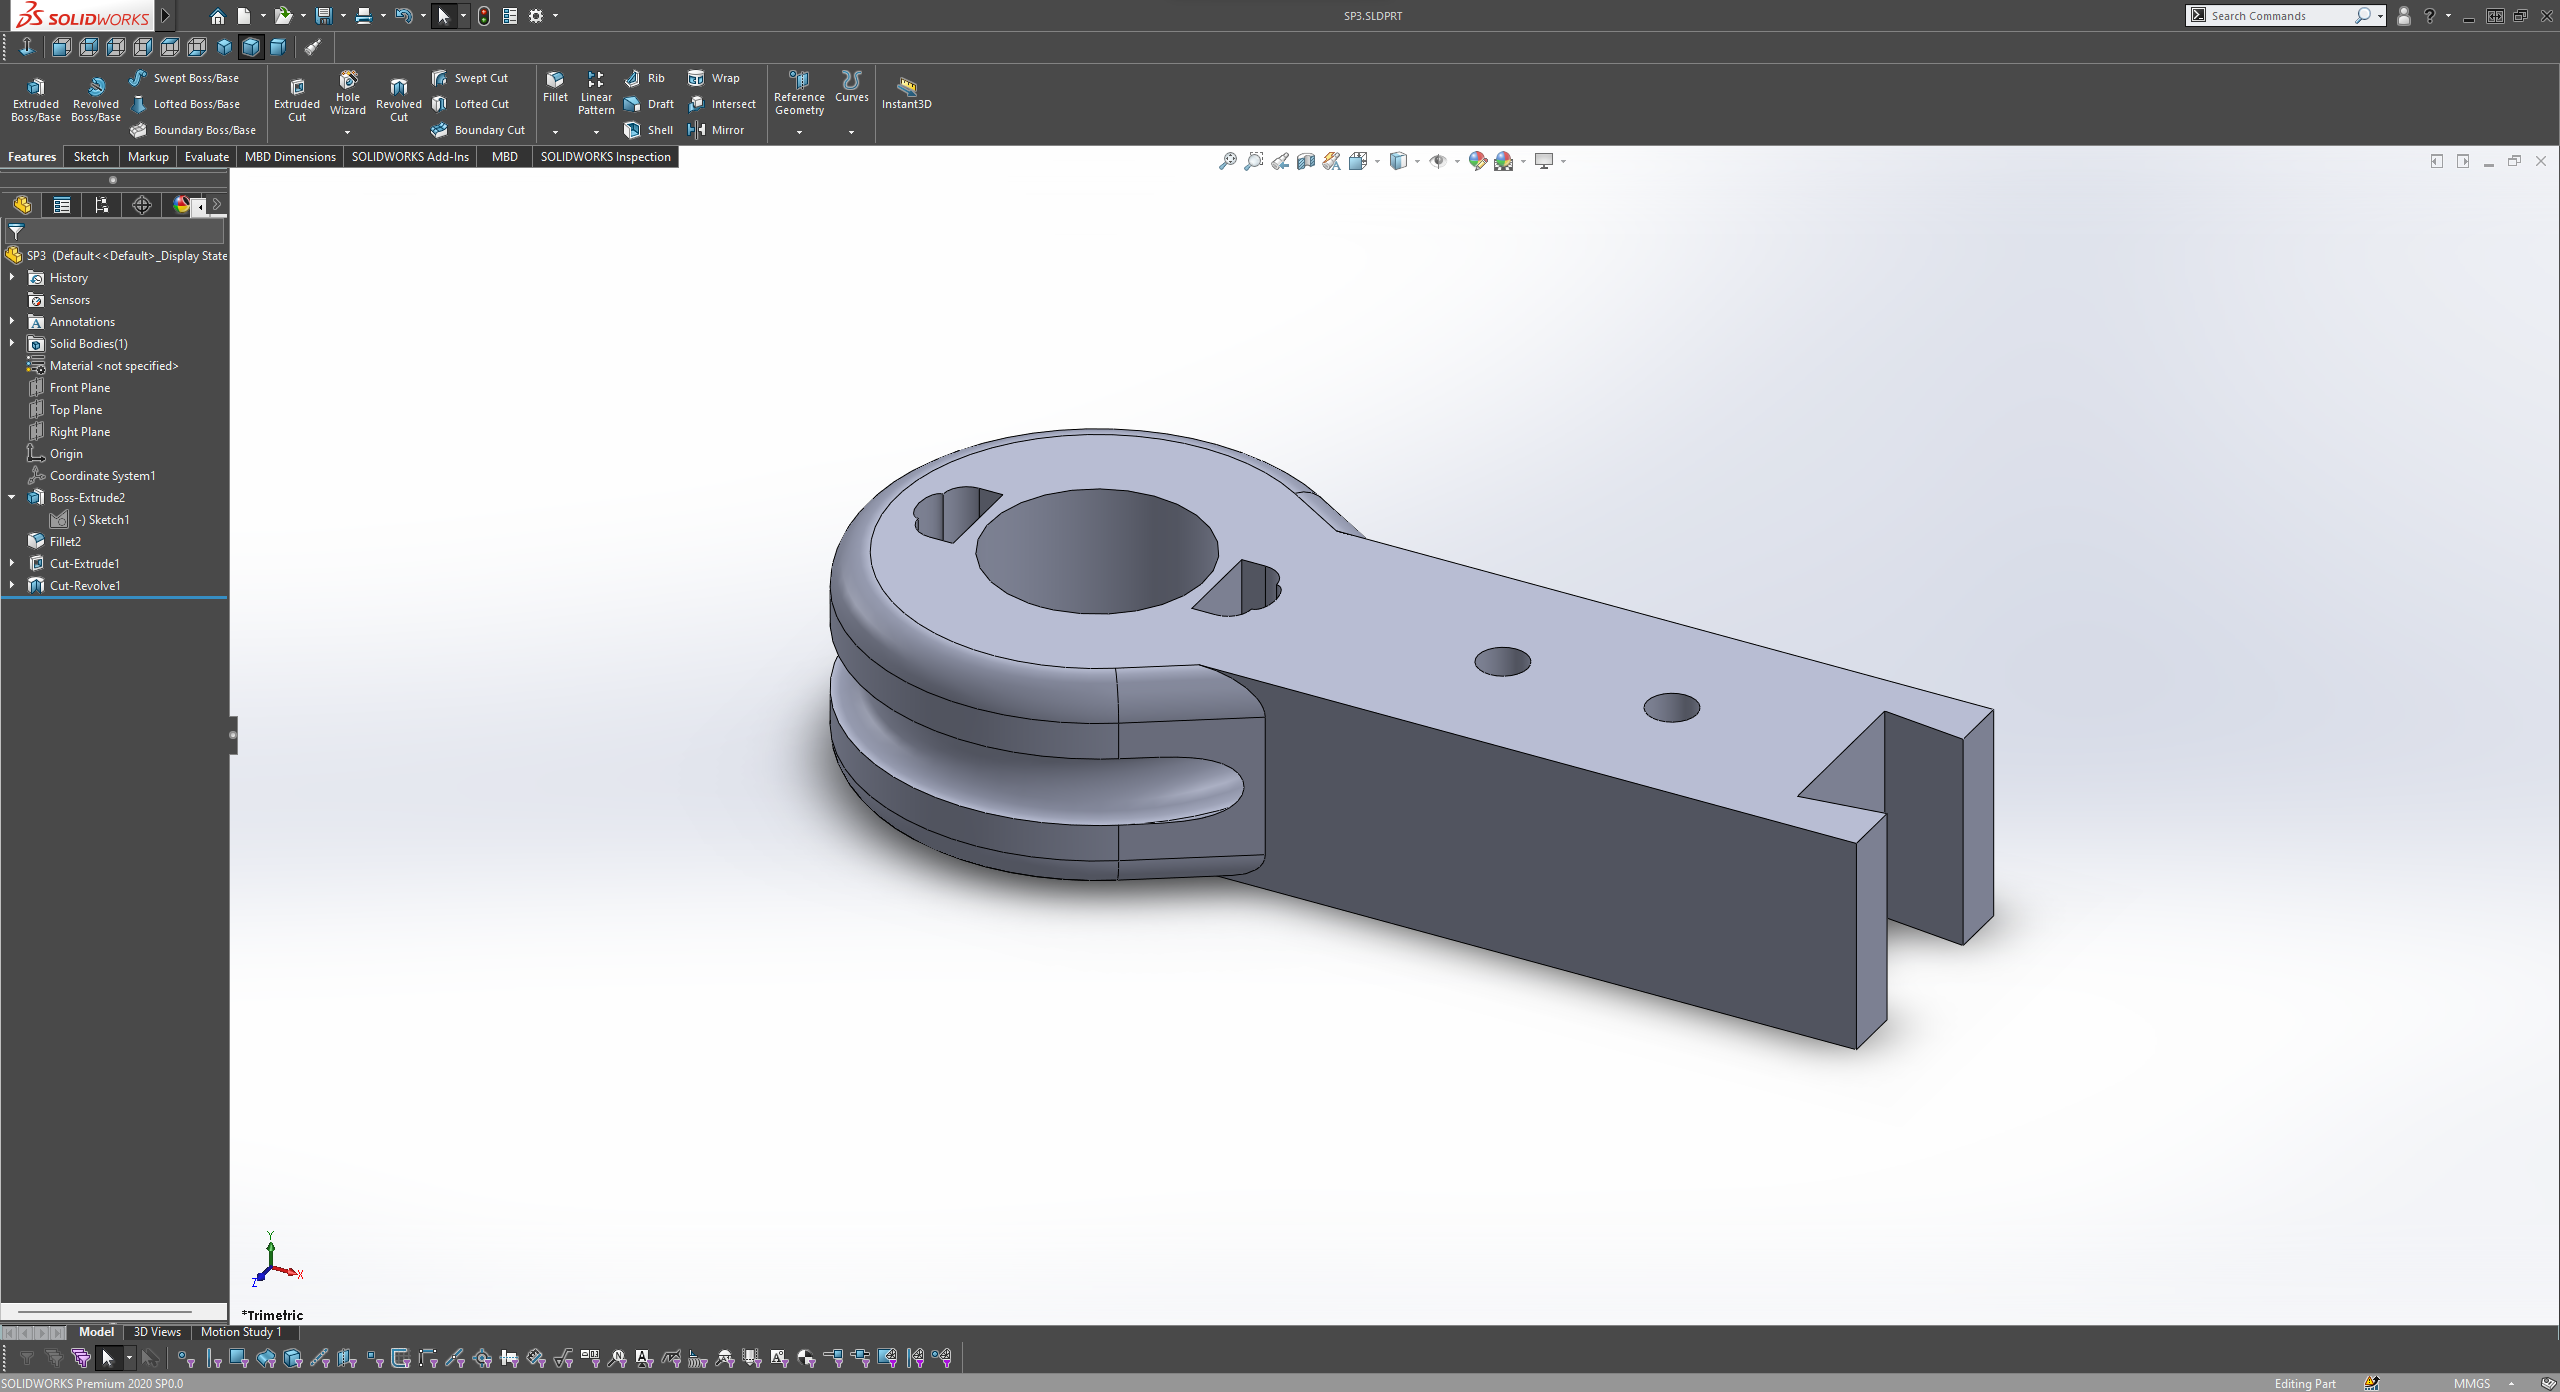 SOLIDWORKS
SP3.SLDPRT
Search Commands
Extruded Boss/Base
Revolved Boss/Base
Swept Boss/Base
Lofted Boss/Base
Boundary Boss/Base
Extruded Cut
Hole Wizard
Revolved Cut
Swept Cut
Lofted Cut
Boundary Cut
Fillet
Linear Pattern
Rib
Draft
Shell
Wrap
Intersect
Mirror
Reference Geometry
Curves
Instant3D
Features
Sketch
Markup
Evaluate
MBD Dimensions
SOLIDWORKS Add-Ins
MBD
SOLIDWORKS Inspection
SP3 (Default<<Default>_Display State
History
Sensors
Annotations
Solid Bodies(1)
Material <not specified>
Front Plane
Top Plane
Right Plane
Origin
Coordinate System1
Boss-Extrude2
(-) Sketch1
Fillet2
Cut-Extrude1
Cut-Revolve1
Y
X
Z
*Trimetric
Model
3D Views
Motion Study 1
SOLIDWORKS Premium 2020 SP0.0
Editing Part
MMGS